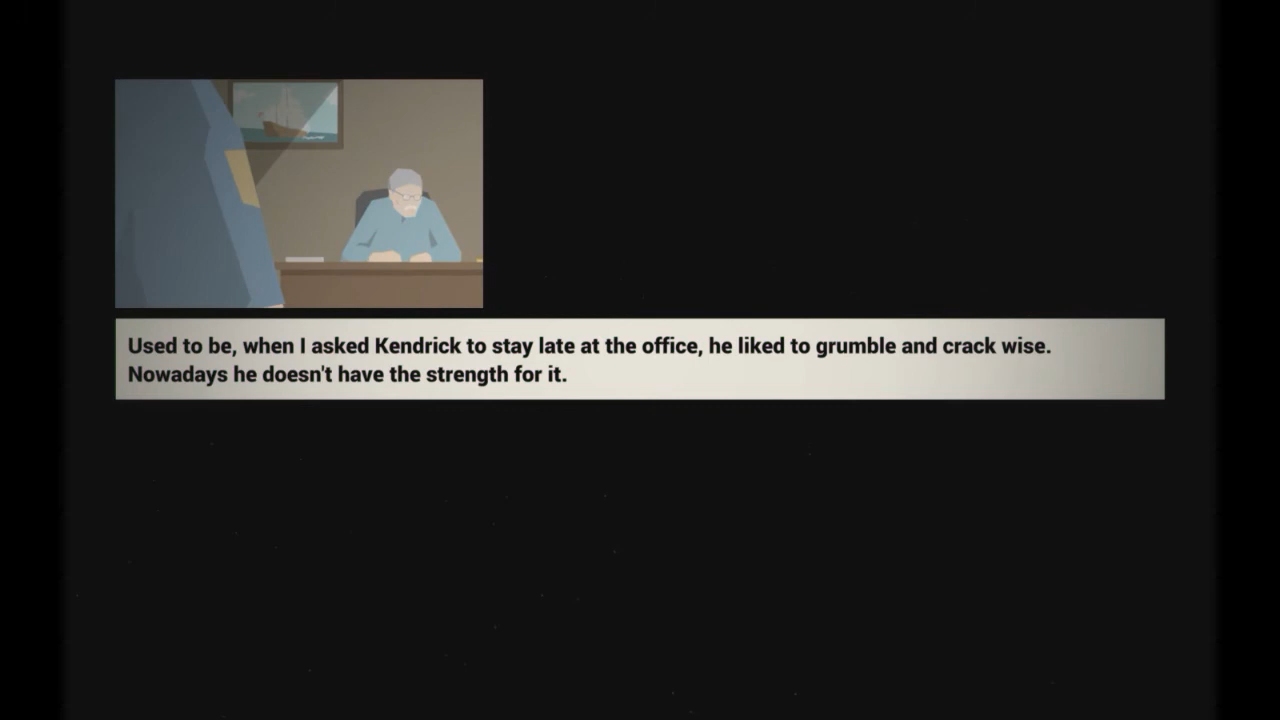 Used to be, when I asked Kendrick to stay late at the office, he liked to grumble and crack wise.
Nowadays he doesn't have the strength for it.